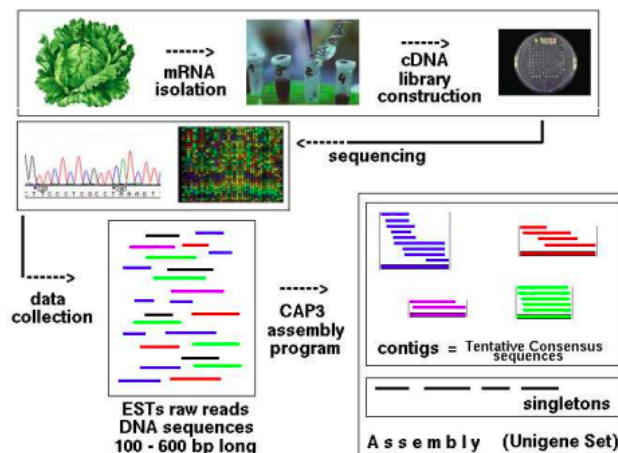 mRNA
isolation
cDNA
library
construction
sequencing
data
collection
CAP3
assembly
program
ESTs raw reads
DNA sequences
100 - 600 bp long
contigs = Tentative Consensus
sequences
singletons
Assembly (Unigene Set)